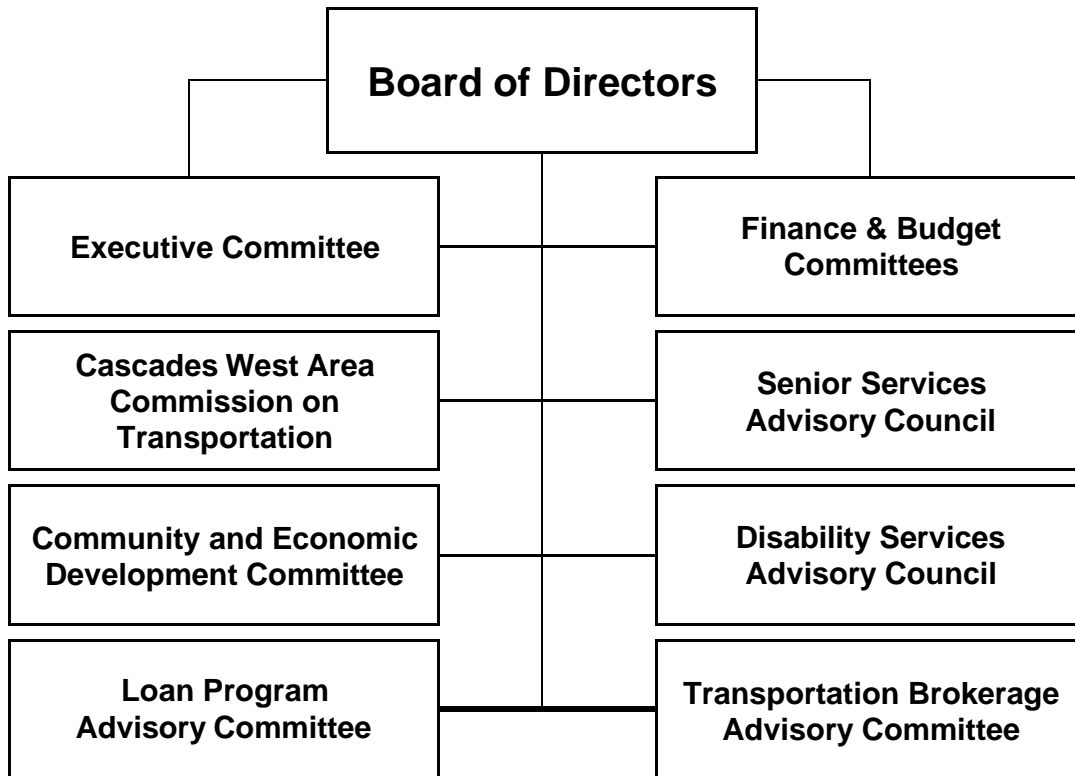 Board of Directors
Executive Committee
Finance & Budget
Committees
Cascades West Area
Commission on
Transportation
Senior Services
Advisory Council
Community and Economic
Development Committee
Disability Services
Advisory Council
Loan Program
Advisory Committee
Transportation Brokerage
Advisory Committee